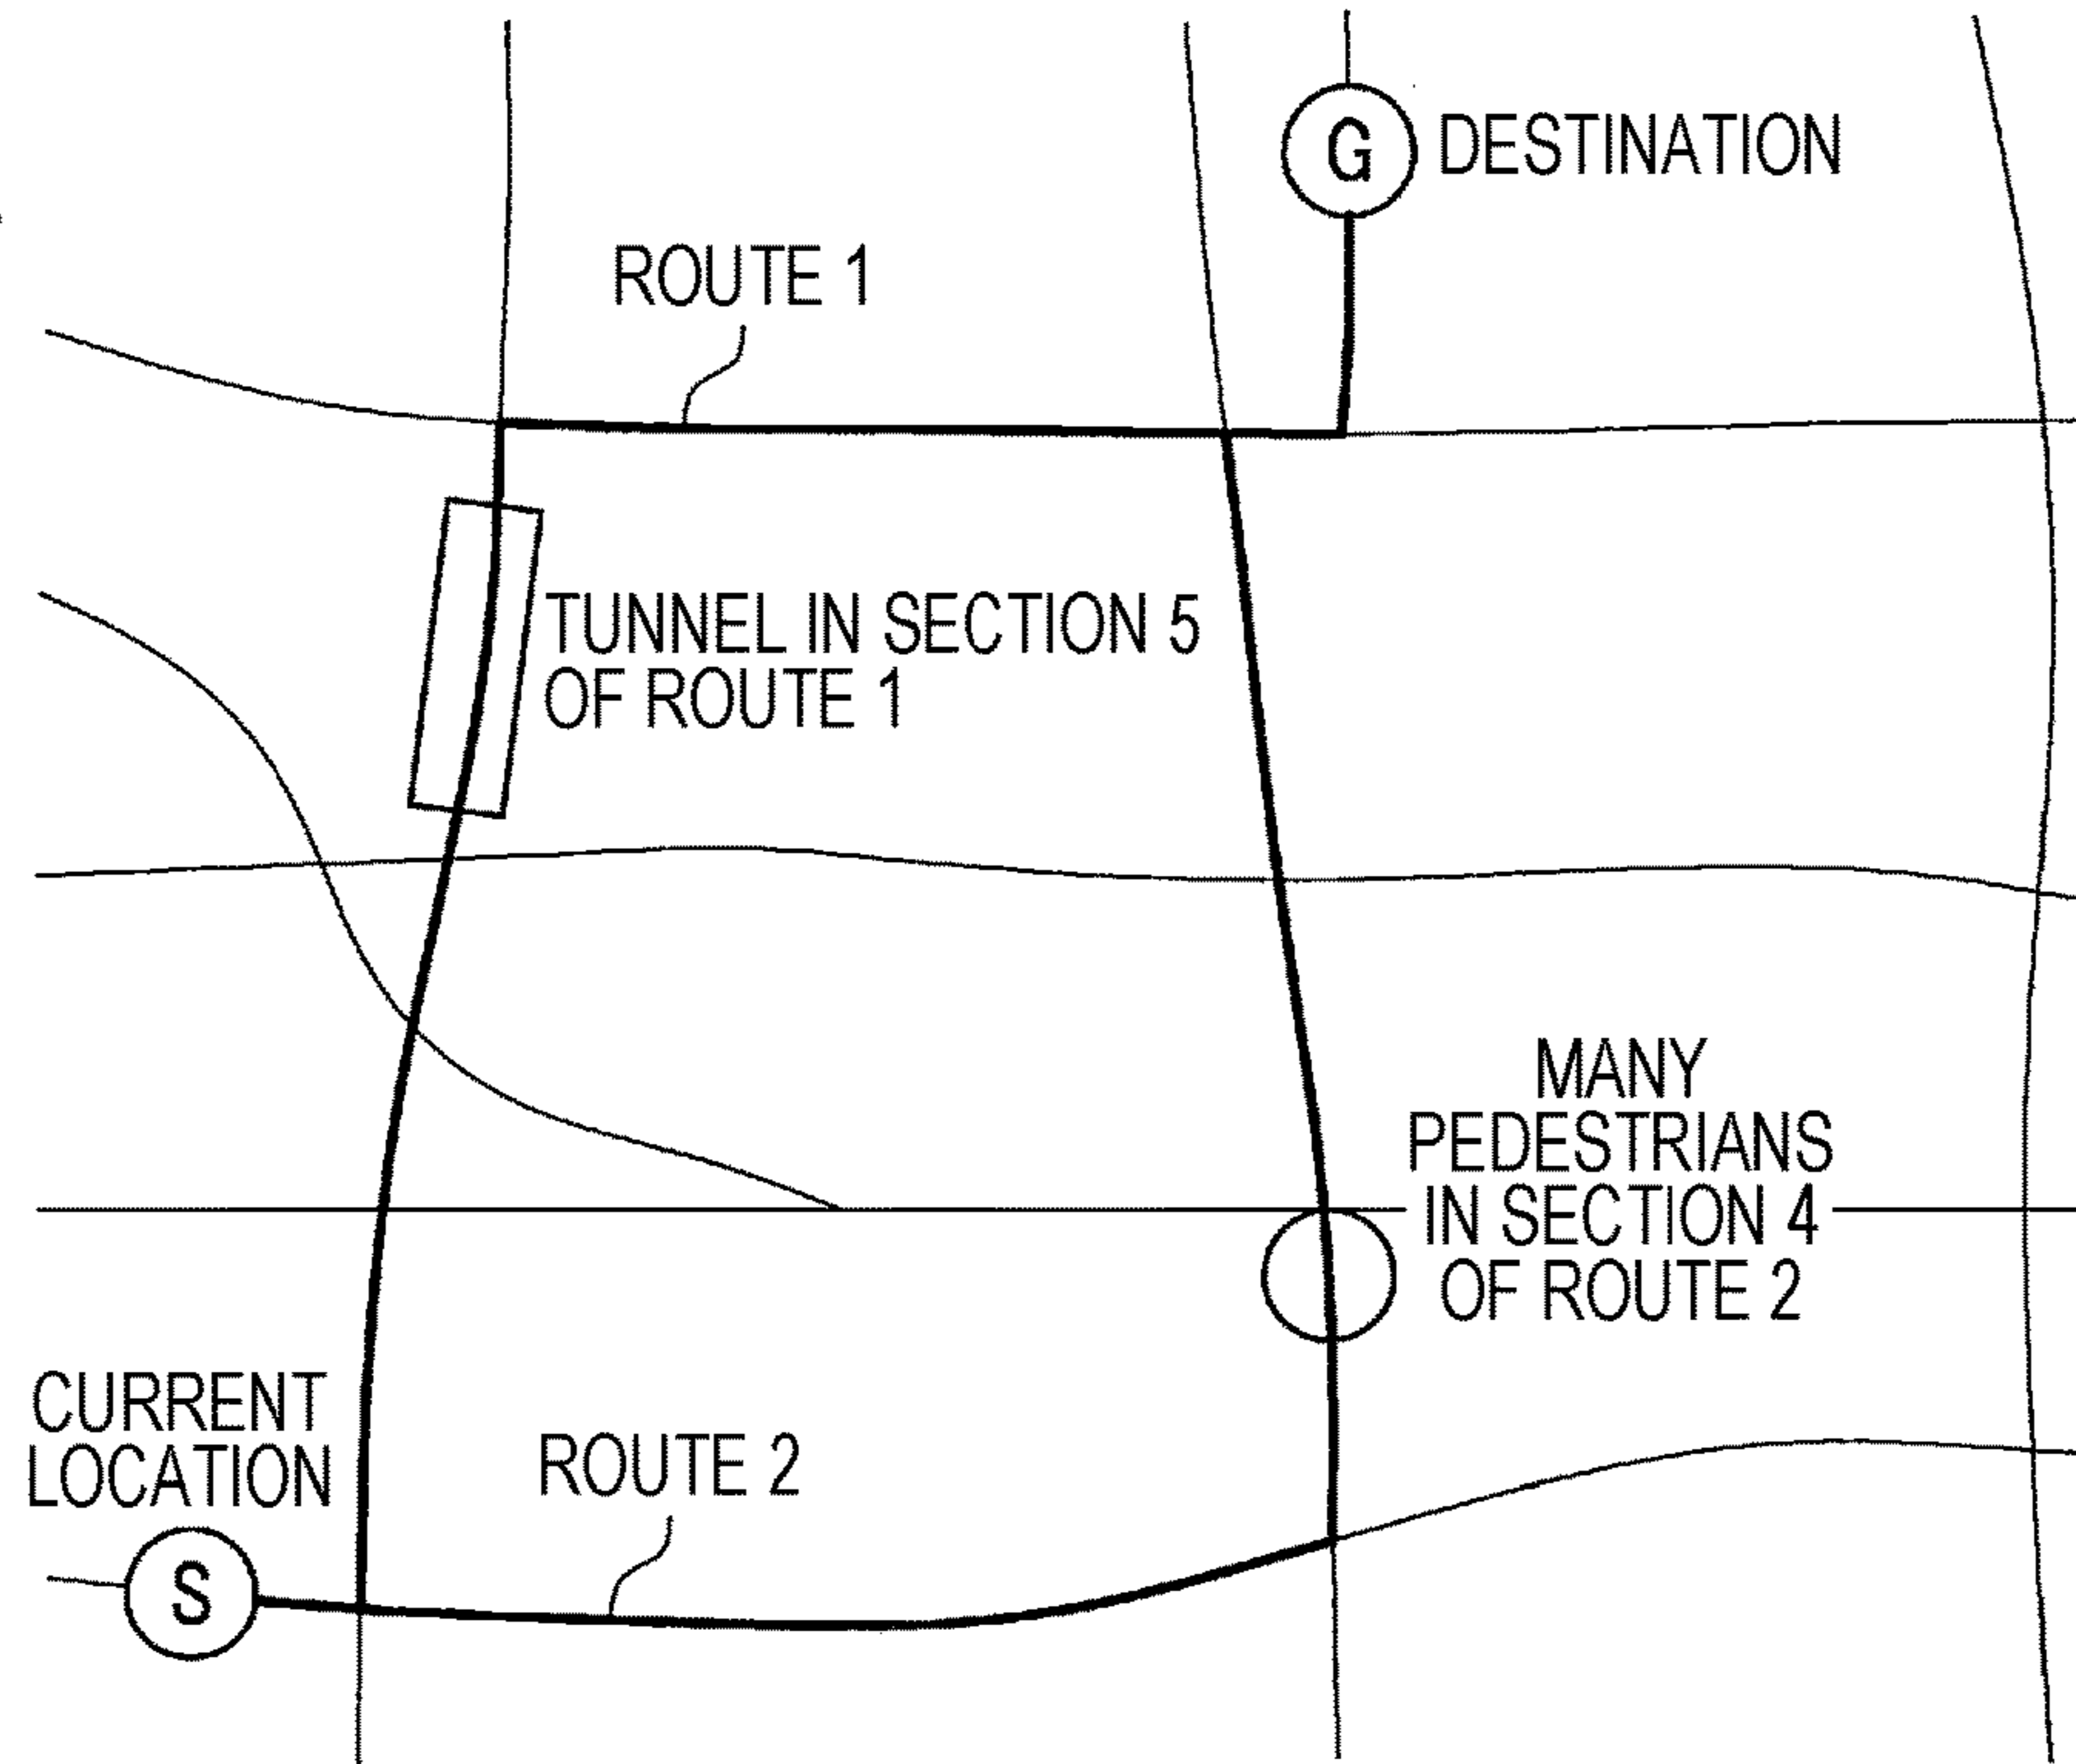 G DESTINATION
ROUTE 1
TUNNEL IN SECTION 5
OF ROUTE 1
MANY
PEDESTRIANS
IN SECTION 4
OF ROUTE 2
CURRENT
LOCATION
ROUTE 2
S